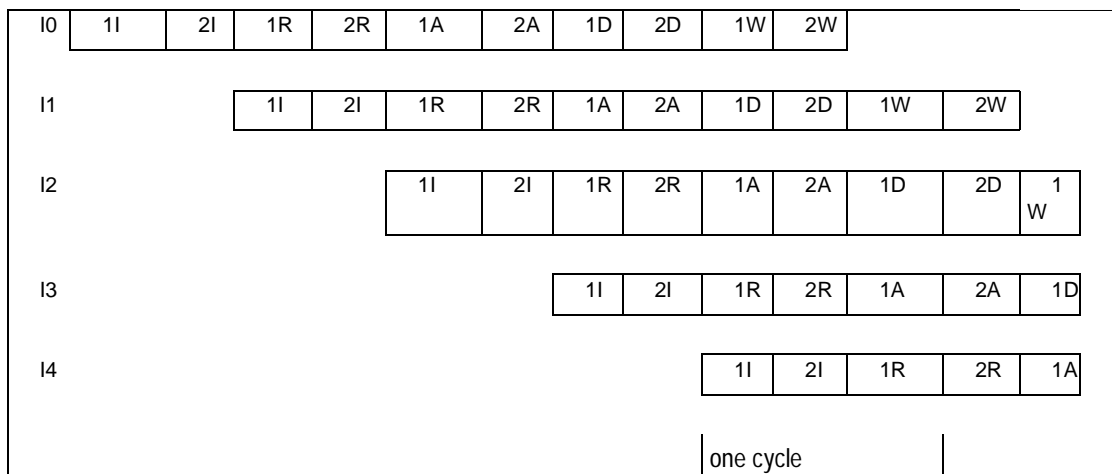 I0 1I 2I 1R 2R 1A 2A 1D 2D 1W 2W
I1 1I 2I 1R 2R 1A 2A 1D 2D 1W 2W
I2 1I 2I 1R 2R 1A 2A 1D 2D 1
W
I3 1I 2I 1R 2R 1A 2A 1D
I4 1I 2I 1R 2R 1A
one cycle